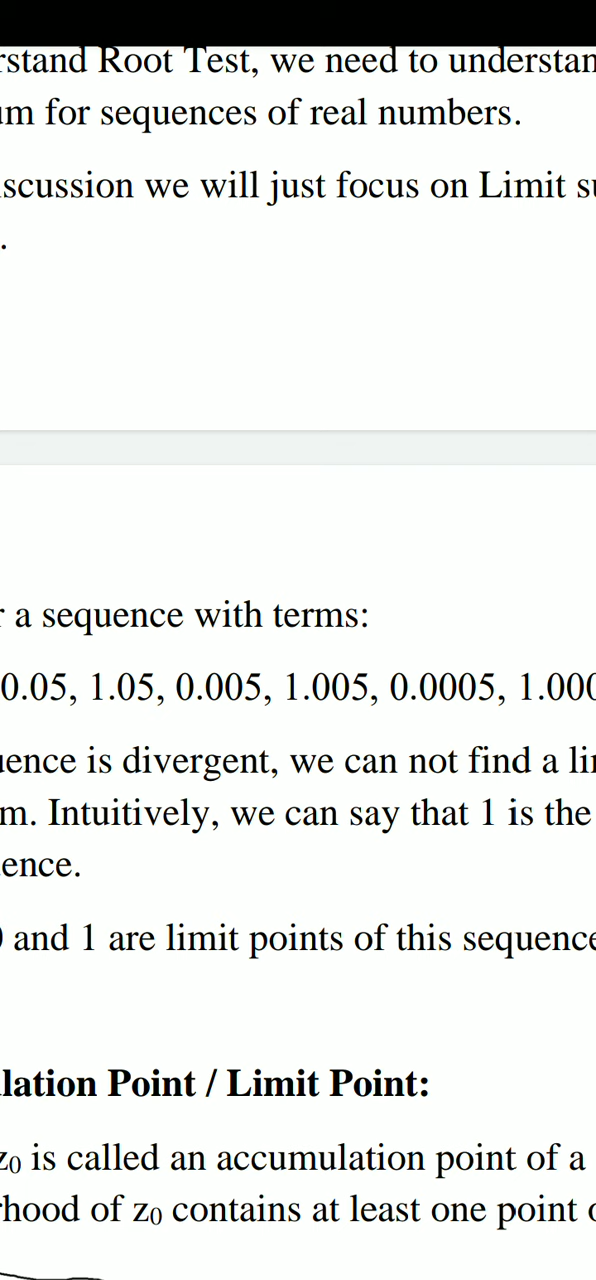 rstand Root Test, we need to understan
um for sequences of real numbers.
scussion we will just focus on Limit su
.
r a sequence with terms:
0.05, 1.05, 0.005, 1.005, 0.0005, 1.000
uence is divergent, we can not find a li
m. Intuitively, we can say that 1 is the
ence.
) and 1 are limit points of this sequence
lation Point / Limit Point:
z0 is called an accumulation point of a
rhood of z0 contains at least one point o